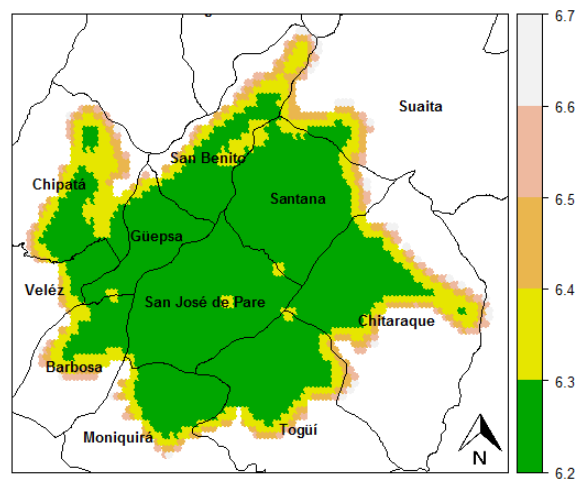 6.7
Suaita
6.6
San Benito
Chipatá
Santana
6.5
Güepsa
6.4
Veléz
San José de Pare
Chitaraque
6.3
Barbosa
Togüí
Moniquirá
N
6.2